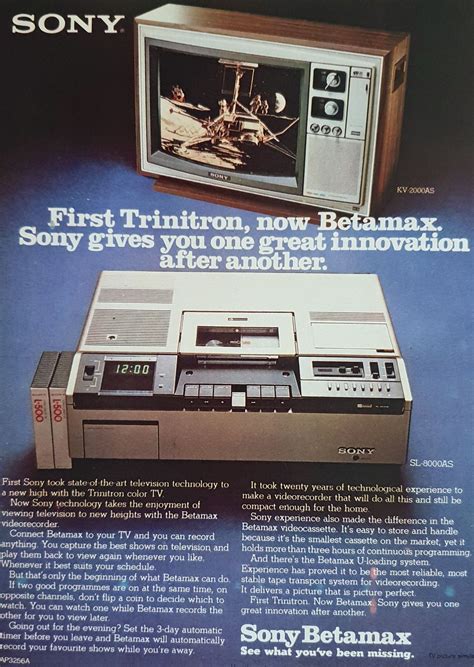 SONY
SONY
KV-2000AS
First Trinitron, now Betamax.
Sony gives you one great innovation
after another.
12:00
L-500
L-500
SONY
SL-8000AS
First Sony took state-of-the-art television technology to
a new high with the Trinitron color TV.
Now Sony technology takes the enjoyment of
viewing television to new heights with the Betamax
videorecorder.
Connect Betamax to your TV and you can record
anything. You capture the best shows on television and
play them back to view again whenever you like.
Whenever it best suits your schedule.
But that's only the beginning of what Betamax can do.
If two good programmes are on at the same time, on
opposite channels, don't flip a coin to decide which to
watch. You can watch one while Betamax records the
other for you to view later.
Going out for the evening? Set the 3-day automatic
timer before you leave and Betamax will automatically
record your favourite shows while you're away.
AP3256A
It took twenty years of technological experience to
make a videorecorder that will do all this and still be
compact enough for the home.
Sony experience also made the difference in the
Betamax videocassette. It's easy to store and handle
because it's the smallest cassette on the market, yet it
holds more than three hours of continuous programming.
And there's the Betamax U-loading system.
Experience has proved it to be the most reliable, most
stable tape transport system for videorecording.
It delivers a picture that is picture perfect.
First Trinitron. Now Betamax. Sony gives you one
great innovation after another.
Sony Betamax
See what you've been missing.
TV picture